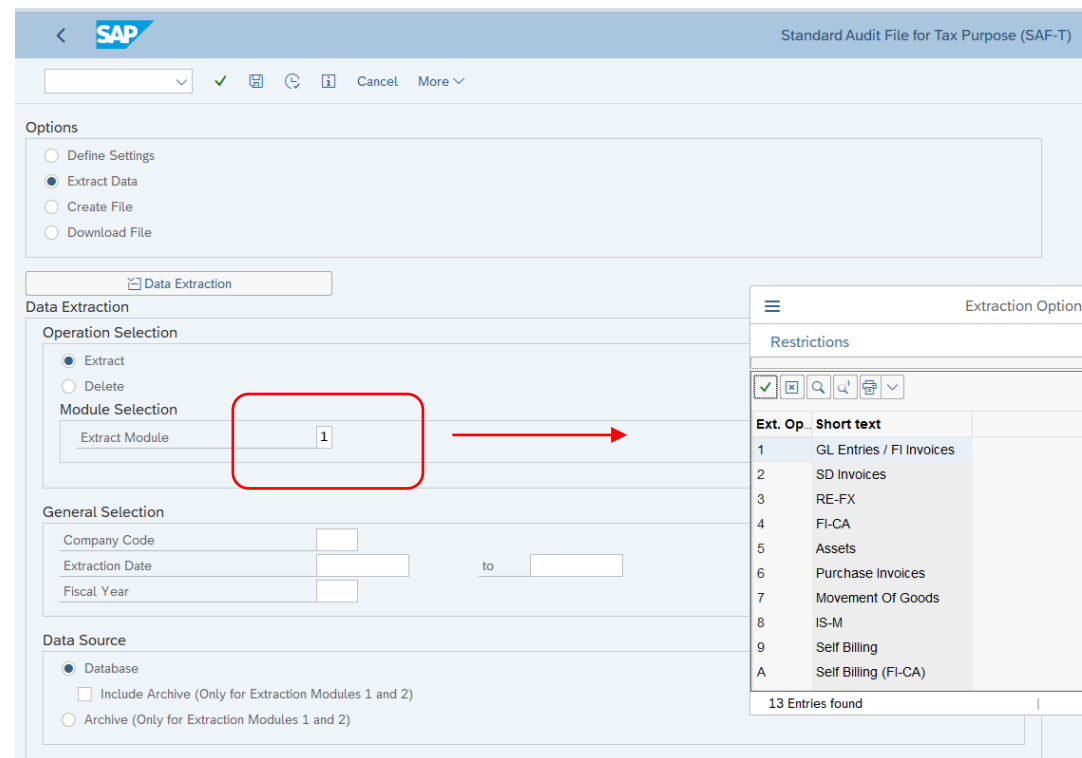 SAP
Standard Audit File for Tax Purpose (SAF-T)
Cancel More
Options
Define Settings
Extract Data
Create File
Download File
Data Extraction
Data Extraction
Operation Selection
Extract
Delete
Module Selection
Extract Module 1
General Selection
Company Code
Extraction Date to
Fiscal Year
Data Source
Database
Include Archive (Only for Extraction Modules 1 and 2)
Archive (Only for Extraction Modules 1 and 2)
Extraction Option
Restrictions
Ext. Op.. Short text
1 GL Entries / FI Invoices
2 SD Invoices
3 RE-FX
4 FI-CA
5 Assets
6 Purchase Invoices
7 Movement Of Goods
8 IS-M
9 Self Billing
A Self Billing (FI-CA)
13 Entries found